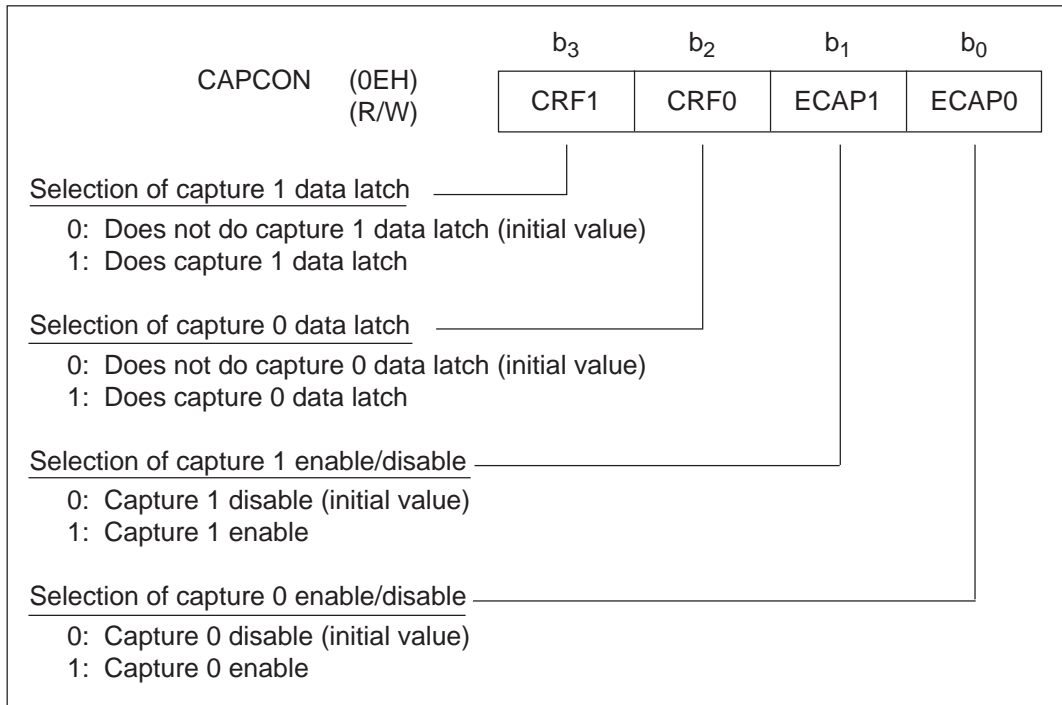 b3 b2 b1 b0
CAPCON (0EH)
(R/W)
CRF1 CRF0 ECAP1 ECAP0
Selection of capture 1 data latch
0: Does not do capture 1 data latch (initial value)
1: Does capture 1 data latch
Selection of capture 0 data latch
0: Does not do capture 0 data latch (initial value)
1: Does capture 0 data latch
Selection of capture 1 enable/disable
0: Capture 1 disable (initial value)
1: Capture 1 enable
Selection of capture 0 enable/disable
0: Capture 0 disable (initial value)
1: Capture 0 enable